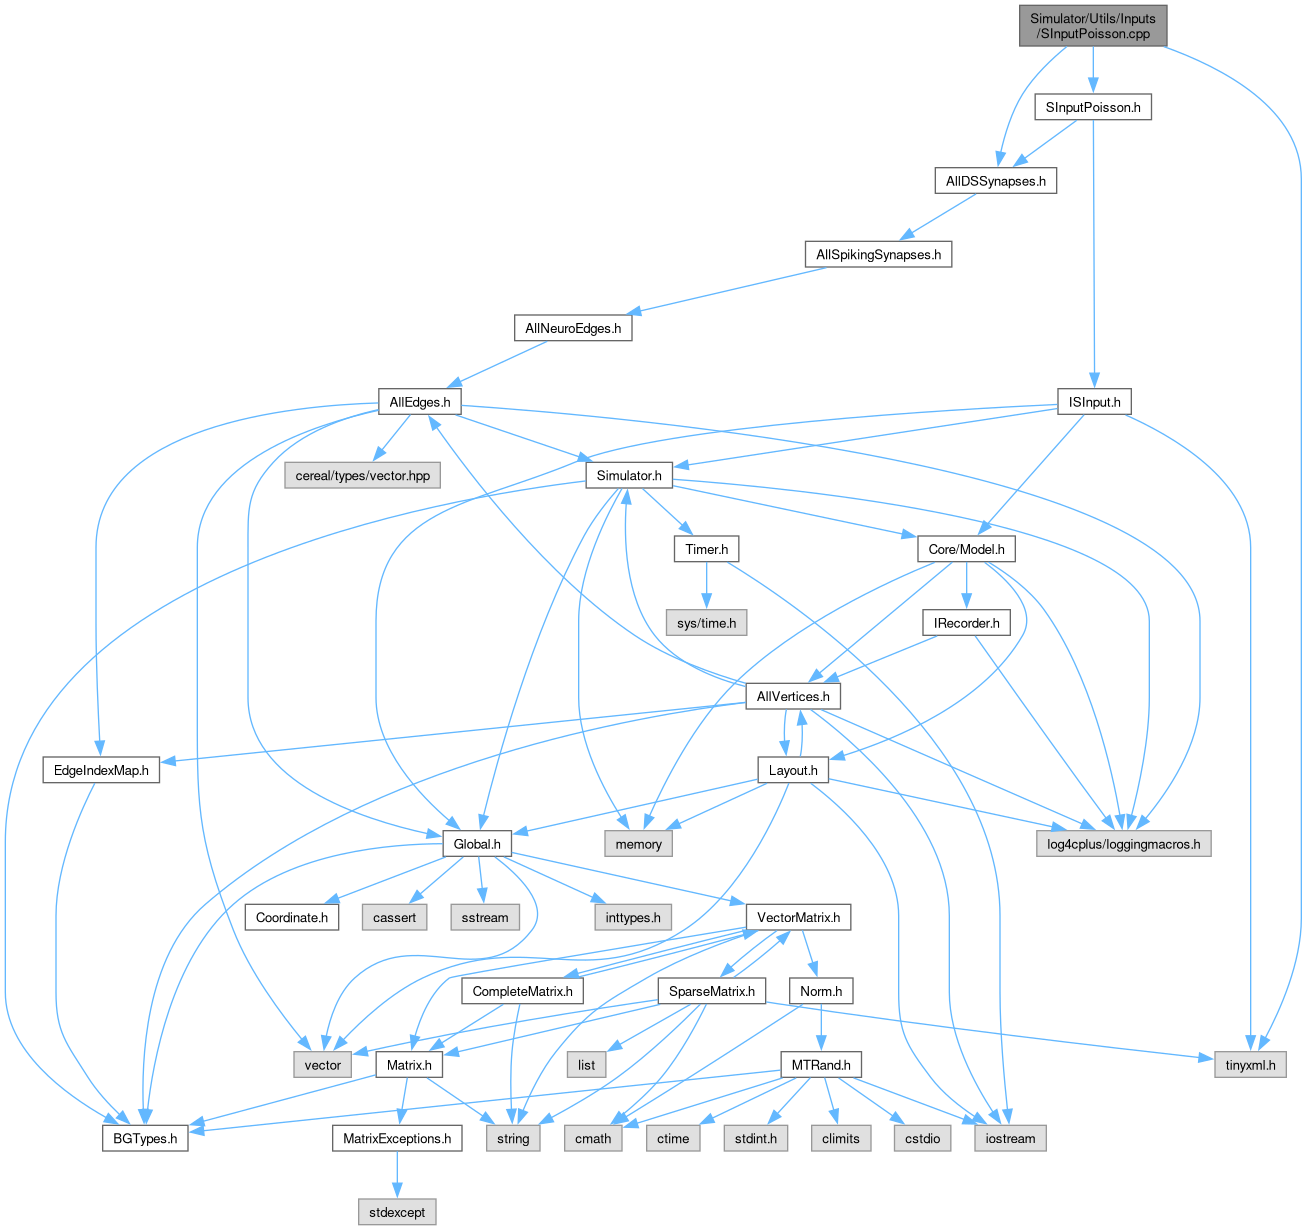 Simulator/Utils/Inputs
/SInputPoisson.cpp
SInputPoisson.h
AllDSSynapses.h
AllSpikingSynapses.h
AllNeuroEdges.h
AllEdges.h
ISInput.h
cereal/types/vector.hpp
Simulator.h
Timer.h
Core/Model.h
sys/time.h
IRecorder.h
AllVertices.h
EdgeIndexMap.h
Layout.h
Global.h
memory
log4cplus/loggingmacros.h
Coordinate.h
cassert
sstream
inttypes.h
VectorMatrix.h
CompleteMatrix.h
SparseMatrix.h
Norm.h
vector
Matrix.h
list
MTRand.h
tinyxml.h
BGTypes.h
MatrixExceptions.h
string
cmath
ctime
stdint.h
climits
cstdio
iostream
stdexcept